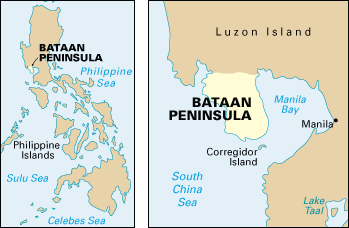 BATAAN
PENINSULA
Philippine
Sea
Philippine
Islands
Sulu Sea
Celebes Sea
Luzon Island
BATAAN
PENINSULA
Manila
Bay
Manila
Corregidor
Island
South
China
Sea
Lake
Taal